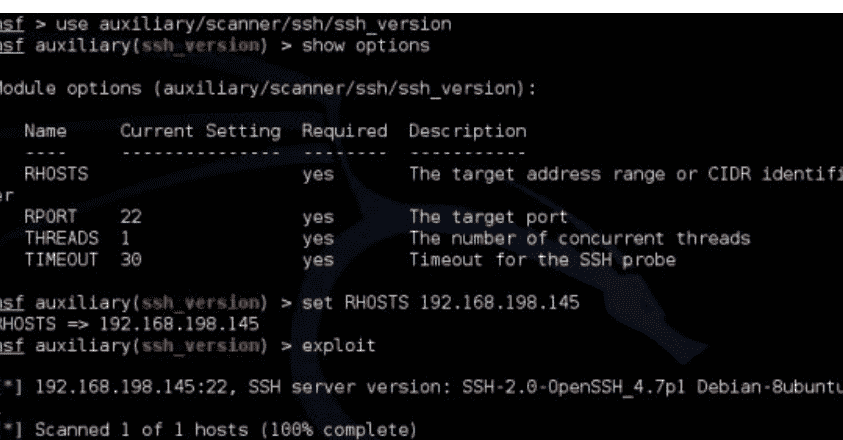 msf > use auxiliary/scanner/ssh/ssh_version
msf auxiliary(ssh_version) > show options
Module options (auxiliary/scanner/ssh/ssh_version):
Name Current Setting Required Description
---- --------------- -------- -----------
RHOSTS yes The target address range or CIDR identifi
er
RPORT 22 yes The target port
THREADS 1 yes The number of concurrent threads
TIMEOUT 30 yes Timeout for the SSH probe
msf auxiliary(ssh_version) > set RHOSTS 192.168.198.145
RHOSTS => 192.168.198.145
msf auxiliary(ssh_version) > exploit
[*] 192.168.198.145:22, SSH server version: SSH-2.0-OpenSSH_4.7p1 Debian-8ubuntu
[*] Scanned 1 of 1 hosts (100% complete)